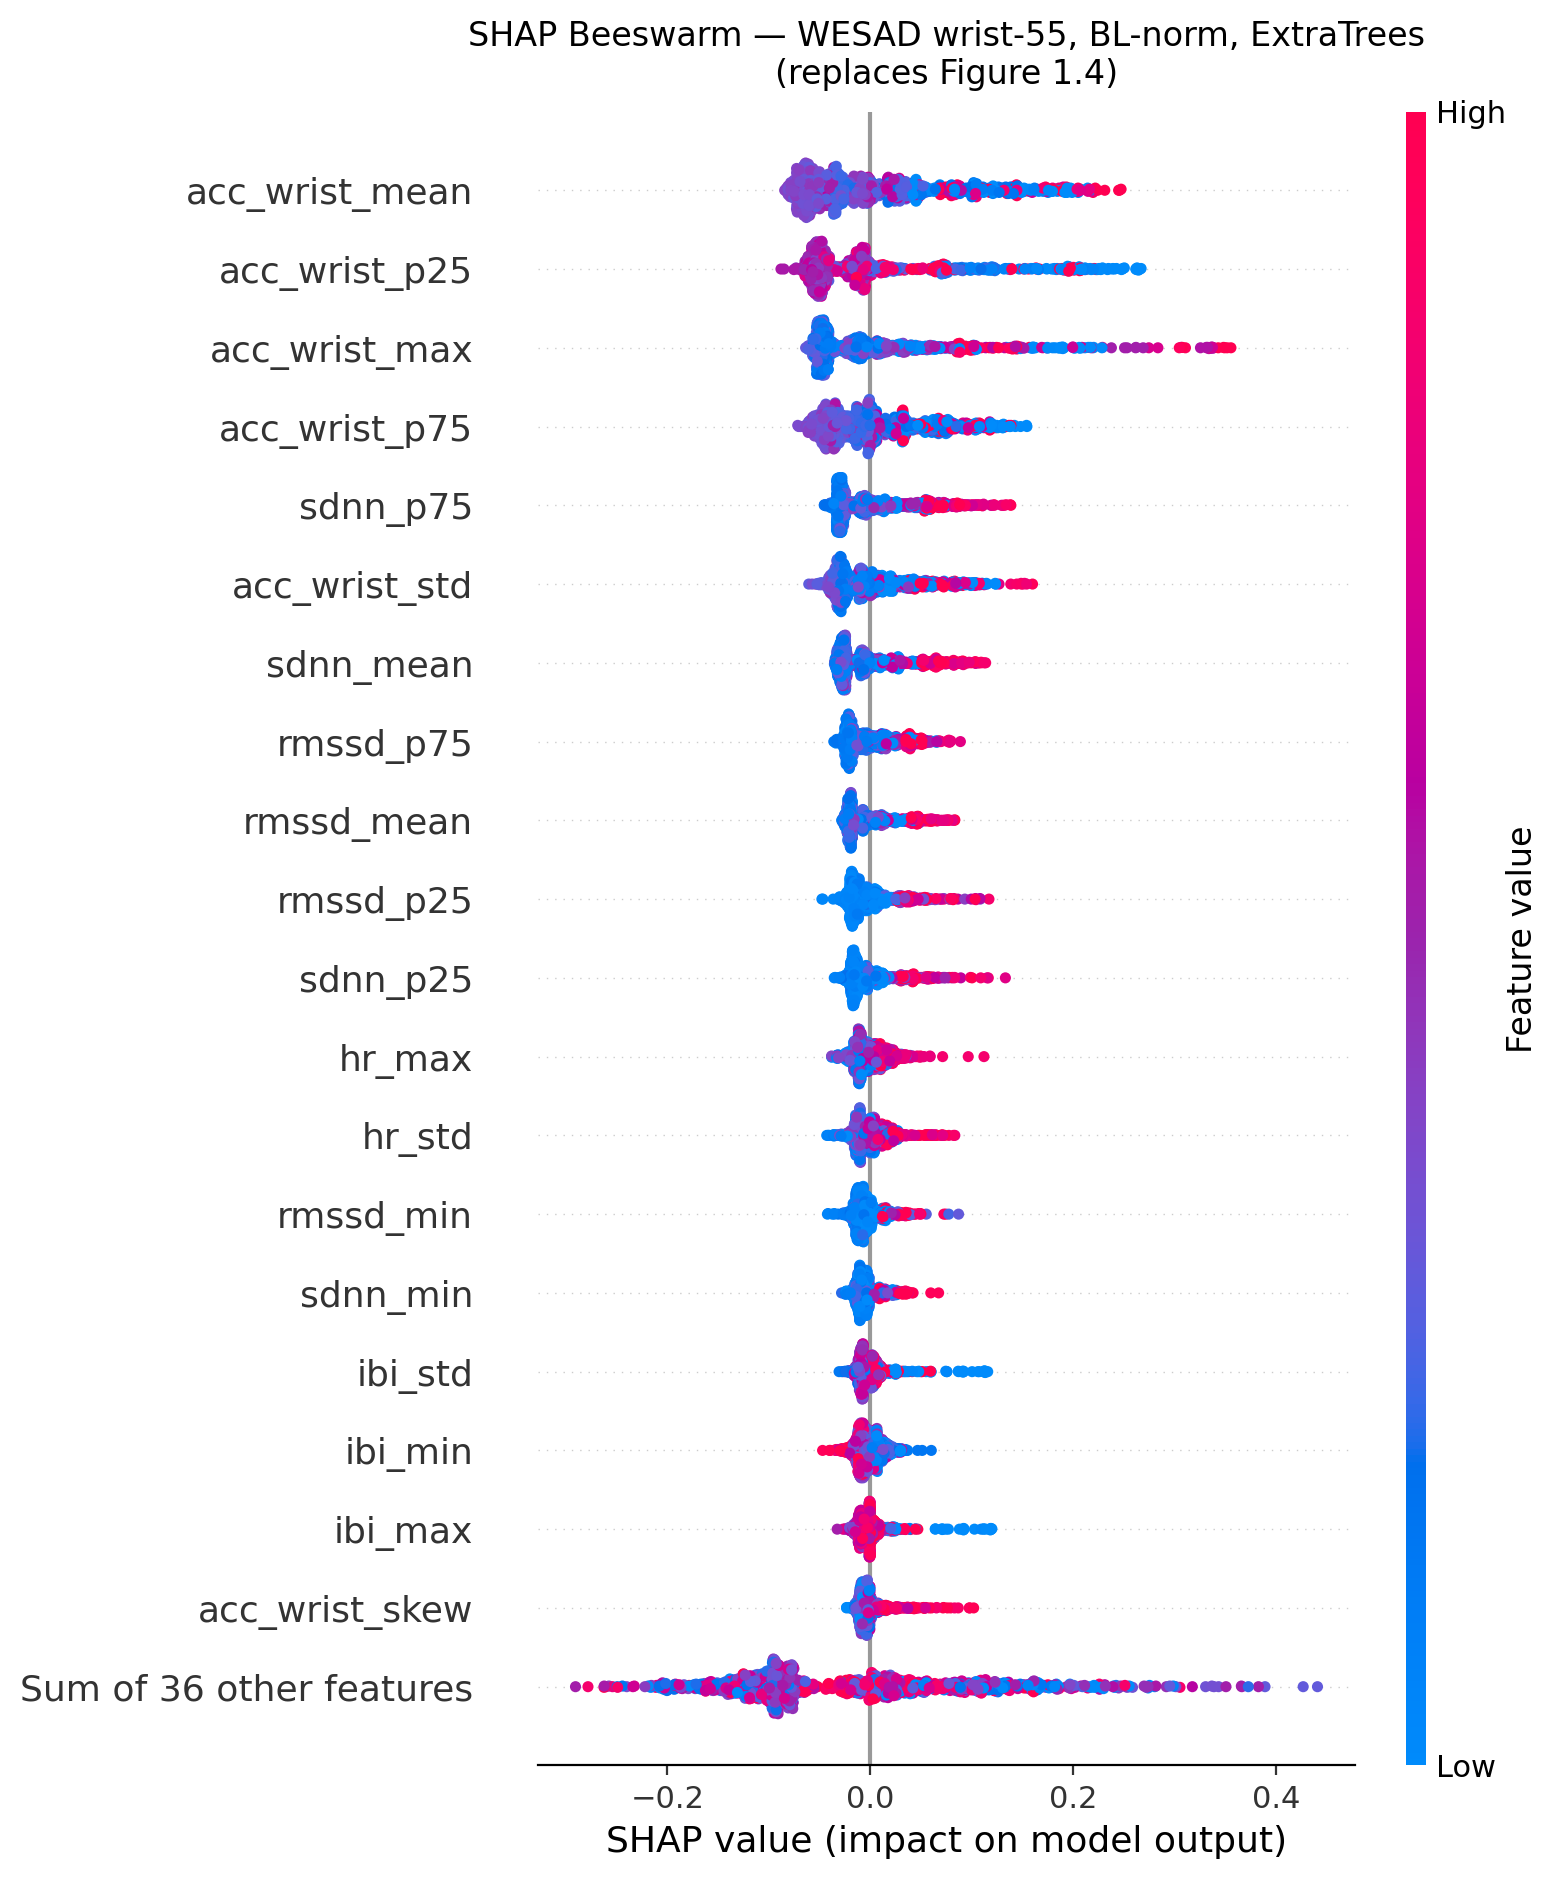 SHAP Beeswarm — WESAD wrist-55, BL-norm, ExtraTrees
(replaces Figure 1.4)
High
acc_wrist_mean
acc_wrist_p25
acc_wrist_max
acc_wrist_p75
sdnn_p75
acc_wrist_std
sdnn_mean
rmssd_p75
rmssd_mean
rmssd_p25
sdnn_p25
hr_max
hr_std
rmssd_min
sdnn_min
ibi_std
ibi_min
ibi_max
acc_wrist_skew
Sum of 36 other features
Feature value
Low
−0.2 0.0 0.2 0.4
SHAP value (impact on model output)